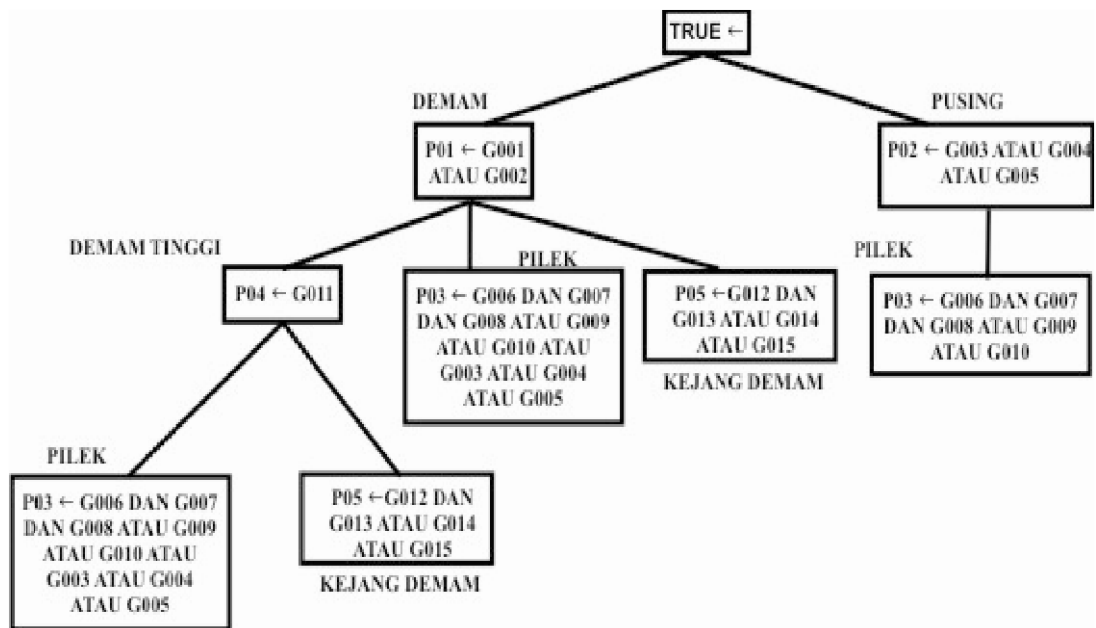 TRUE ←
DEMAM
P01 ← G001
ATAU G002
PUSING
P02 ← G003 ATAU G004
ATAU G005
DEMAM TINGGI
P04 ← G011
PILEK
P03 ← G006 DAN G007
DAN G008 ATAU G009
ATAU G010 ATAU
G003 ATAU G004
ATAU G005
P05 ←G012 DAN
G013 ATAU G014
ATAU G015
KEJANG DEMAM
PILEK
P03 ← G006 DAN G007
DAN G008 ATAU G009
ATAU G010
PILEK
P03 ← G006 DAN G007
DAN G008 ATAU G009
ATAU G010 ATAU
G003 ATAU G004
ATAU G005
P05 ←G012 DAN
G013 ATAU G014
ATAU G015
KEJANG DEMAM